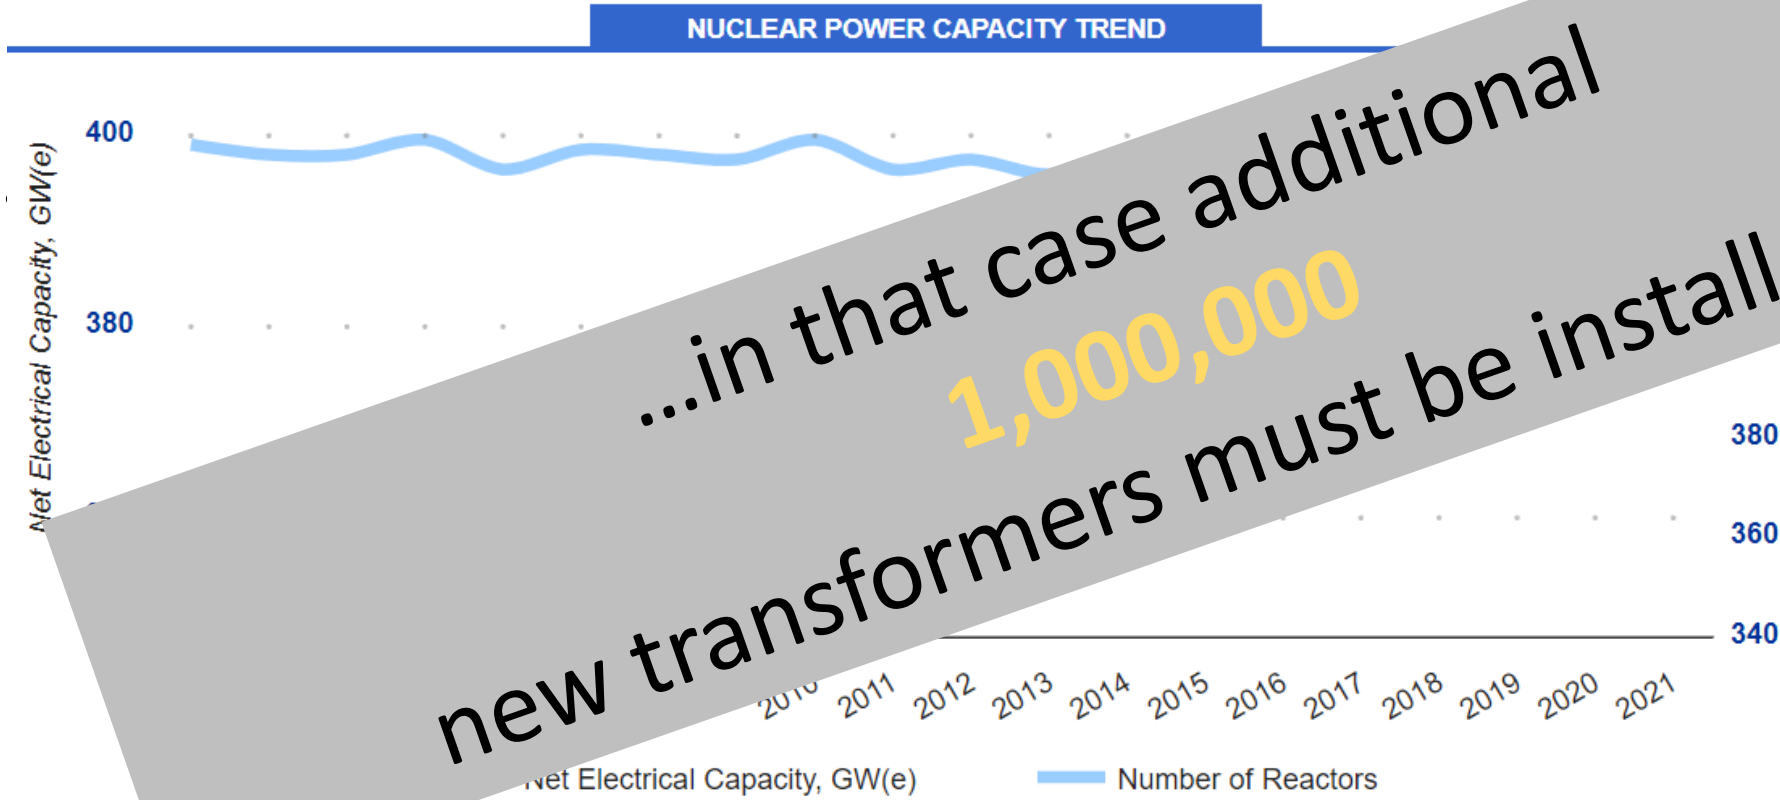 NUCLEAR POWER CAPACITY TREND
Net Electrical Capacity, GW(e)
400
380
...in that case additional
1,000,000
new transformers must be install
380
360
340
2010 2011 2012 2013 2014 2015 2016 2017 2018 2019 2020 2021
Net Electrical Capacity, GW(e) Number of Reactors